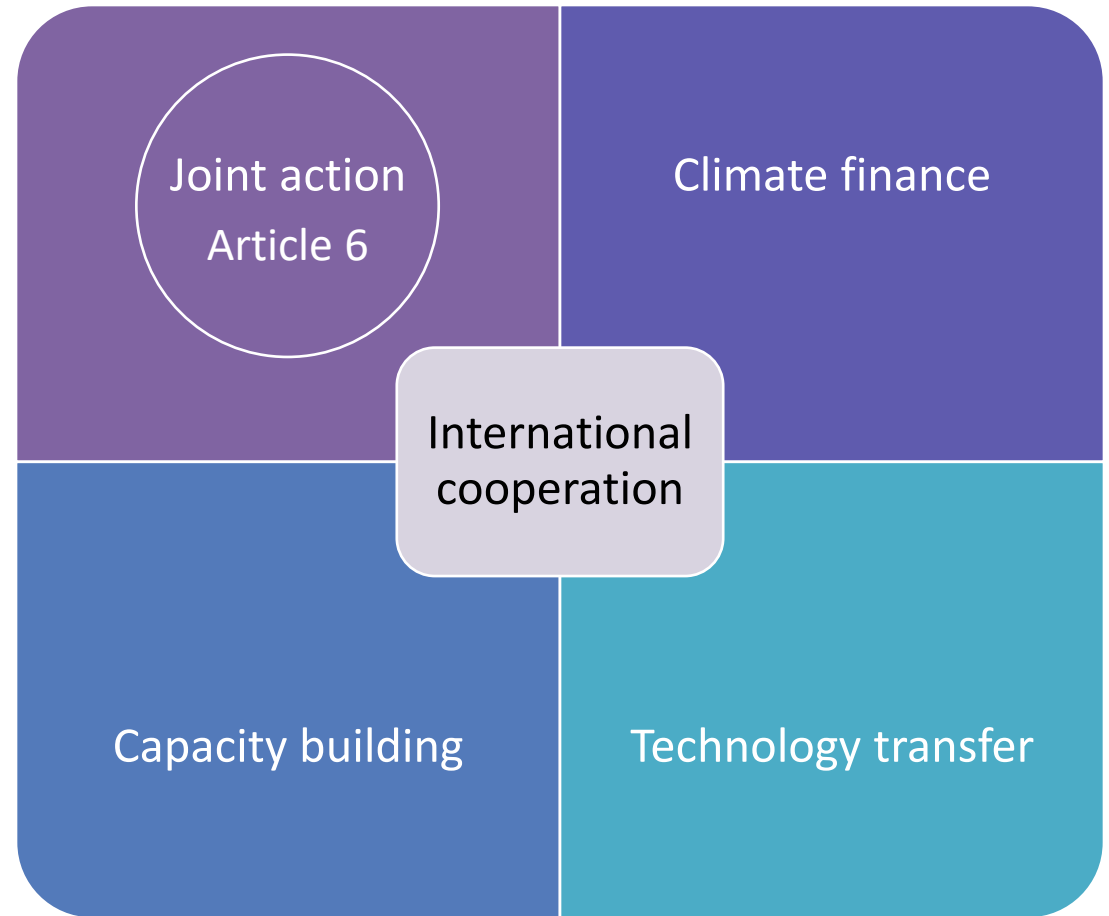 Joint action
Article 6
Climate finance
International
cooperation
Capacity building
Technology transfer